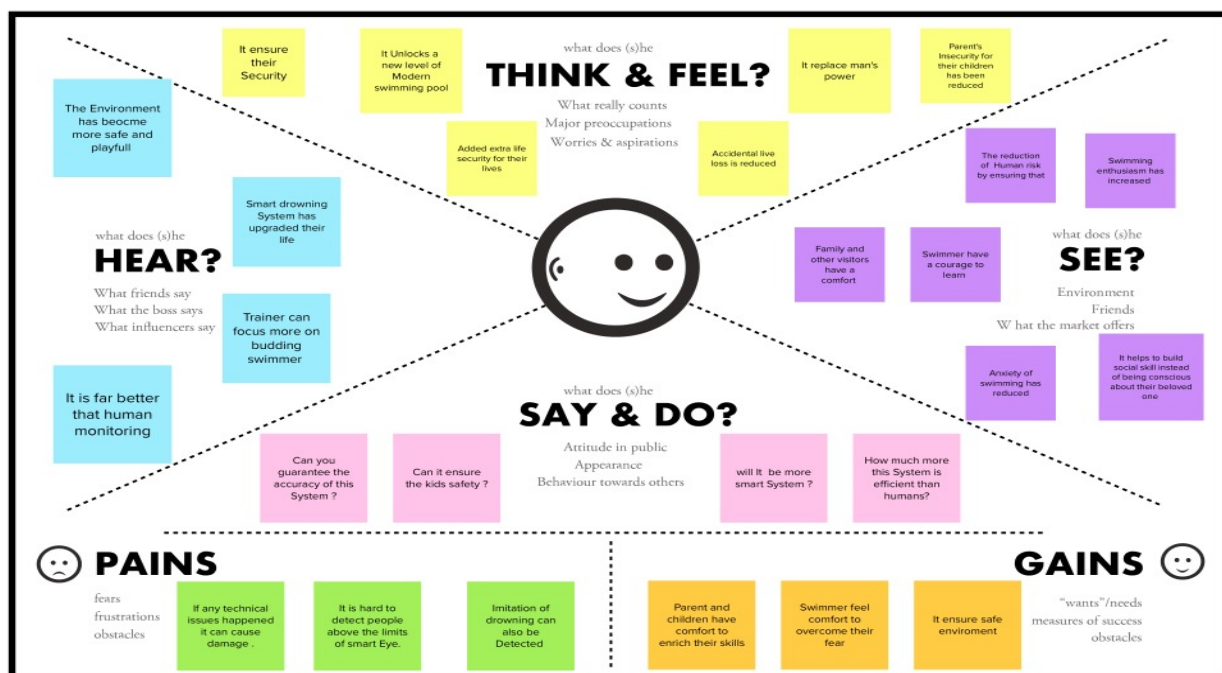 what does (s)he
THINK & FEEL?
What really counts
Major preoccupations
Worries & aspirations
It ensure
their
Security
It Unlocks a
new level of
Modern
swimming pool
Added extra life
security for their
lives
It replace man's
power
Parent's
Insecurity for
their children
has been
reduced
Accidental live
loss is reduced
what does (s)he
HEAR?
What friends say
What the boss says
What influencers say
The Environment
has beocme
more safe and
playfull
Smart drowning
System has
upgraded their
life
Trainer can
focus more on
budding
swimmer
It is far better
that human
monitoring
what does (s)he
SEE?
Environment
Friends
W hat the market offers
The reduction
of Human risk
by ensuring that
Swimming
enthusiasm has
increased
Family and
other visitors
have a
comfort
Swimmer have
a courage to
learn
Anxiety of
swimming has
reduced
It helps to build
social skill instead
of being conscious
about their beloved
one
what does (s)he
SAY & DO?
Attitude in public
Appearance
Behaviour towards others
Can you
guarantee the
accuracy of this
System ?
Can it ensure
the kids safety ?
will It be more
smart System ?
How much more
this System is
efficient than
humans?
PAINS
fears
frustrations
obstacles
If any technical
issues happened
it can cause
damage .
It is hard to
detect people
above the limits
of smart Eye.
Imitation of
drowning can
also be
Detected
GAINS
"wants"/needs
measures of success
obstacles
Parent and
children have
comfort to
enrich their skills
Swimmer feel
comfort to
overcome their
fear
It ensure safe
enviroment